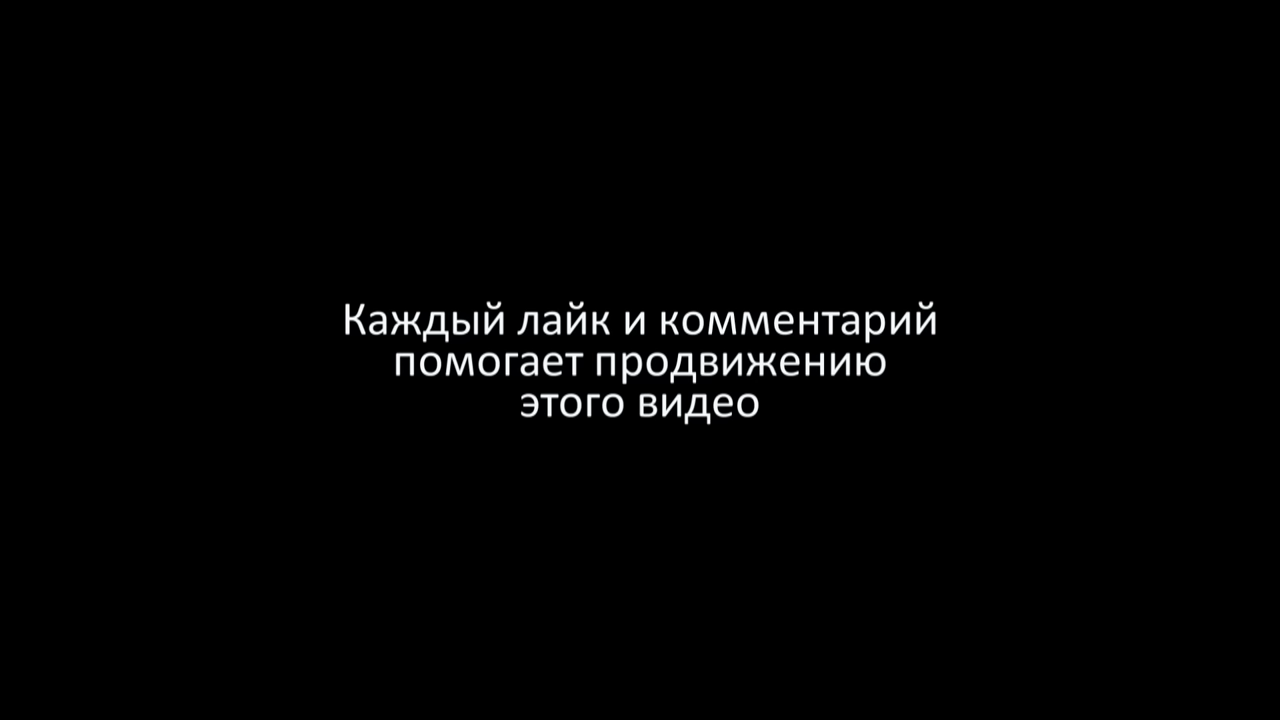 Каждый лайк и комментарий
помогает продвижению
этого видео